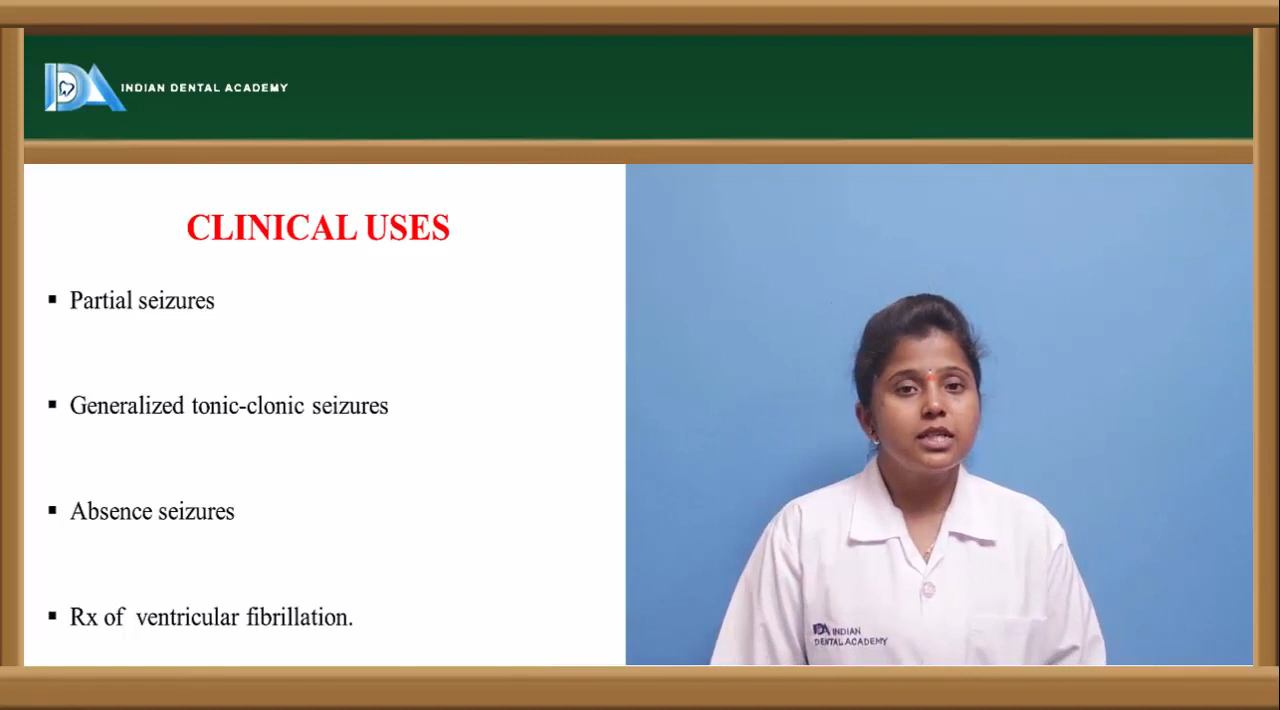 INDIAN DENTAL ACADEMY
CLINICAL USES
▪ Partial seizures
▪ Generalized tonic-clonic seizures
▪ Absence seizures
▪ Rx of ventricular fibrillation.
IDA INDIAN
DENTAL ACADEMY